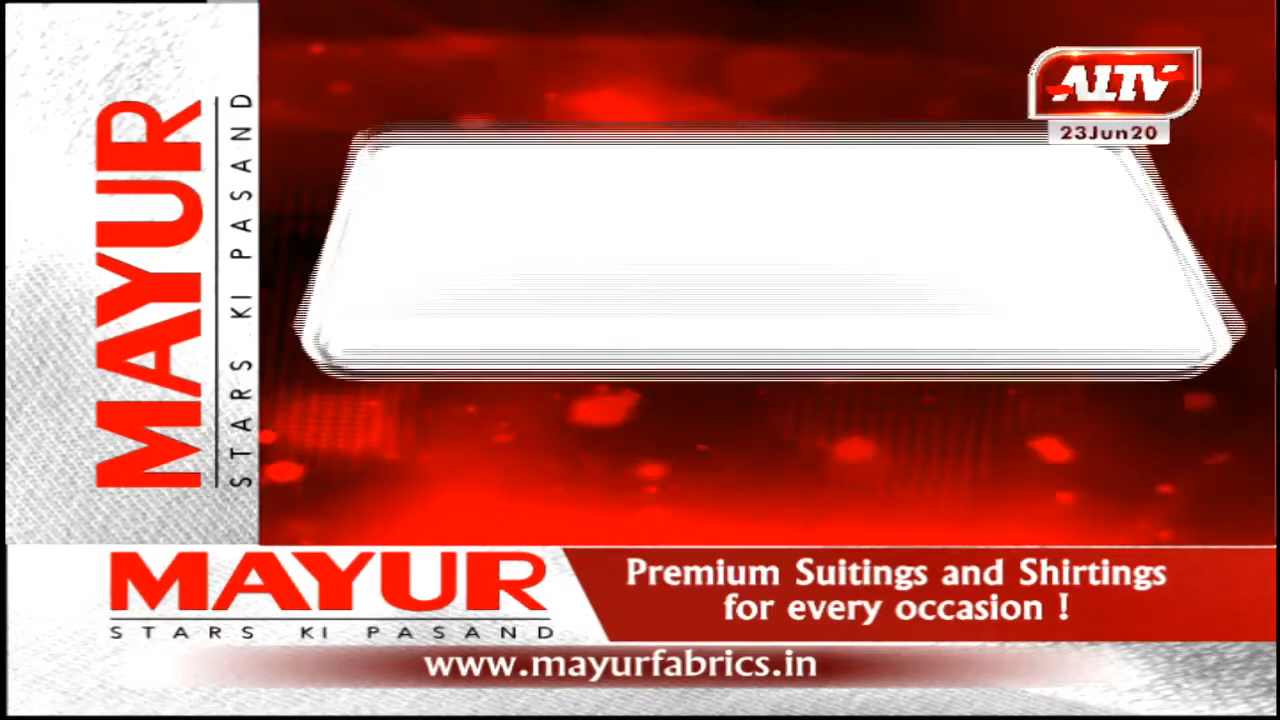 MAYUR
STARS KI PASAND
ALTV
23Jun20
MAYUR
STARS KI PASAND
Premium Suitings and Shirtings
for every occasion !
www.mayurfabrics.in